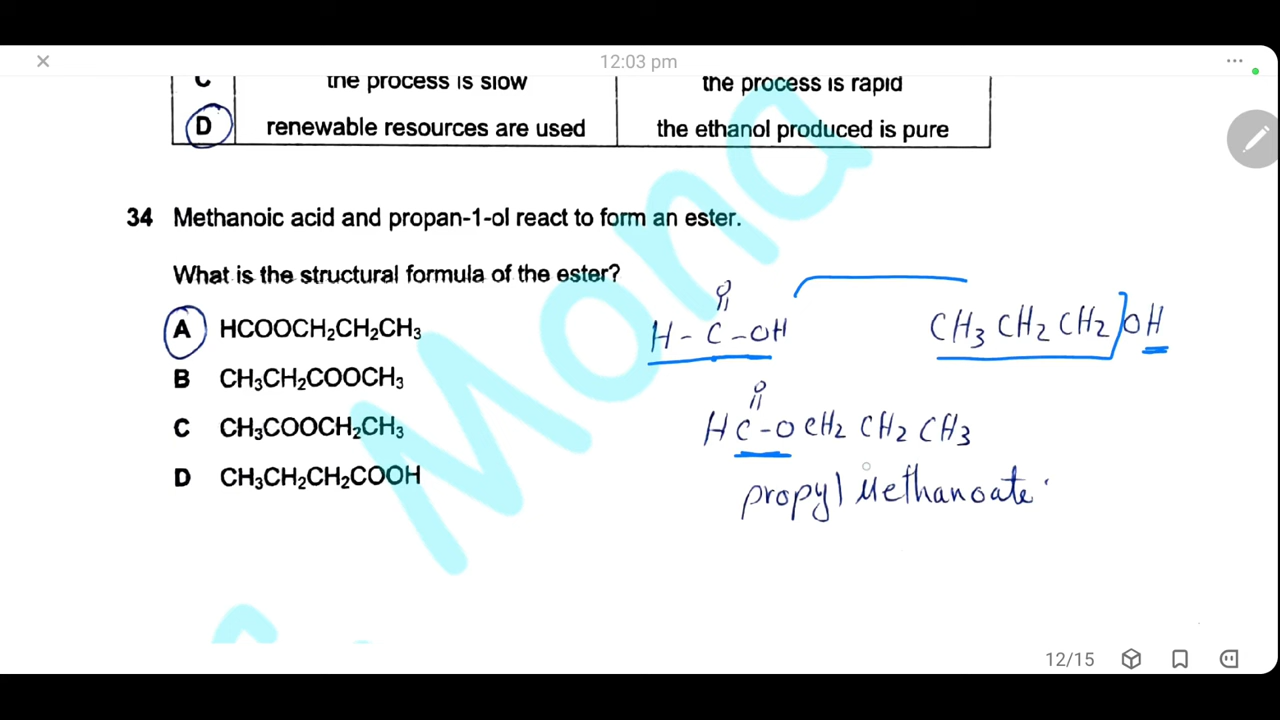 12:03 pm
C the process is slow the process is rapid
D renewable resources are used the ethanol produced is pure
34 Methanoic acid and propan-1-ol react to form an ester.
What is the structural formula of the ester?
A HCOOCH₂CH₂CH₃
B CH₃CH₂COOCH₃
C CH₃COOCH₂CH₃
D CH₃CH₂CH₂COOH
O
H - C - OH CH₃ CH₂ CH₂ OH
O
H C - O CH₂ CH₂ CH₃
propyl Methanoate
Mona
12/15